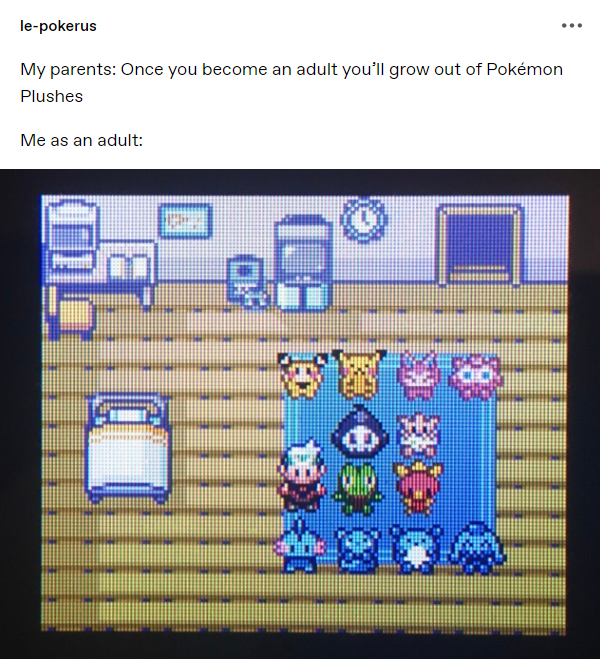 le-pokerus
My parents: Once you become an adult you’ll grow out of Pokémon
Plushes
Me as an adult: